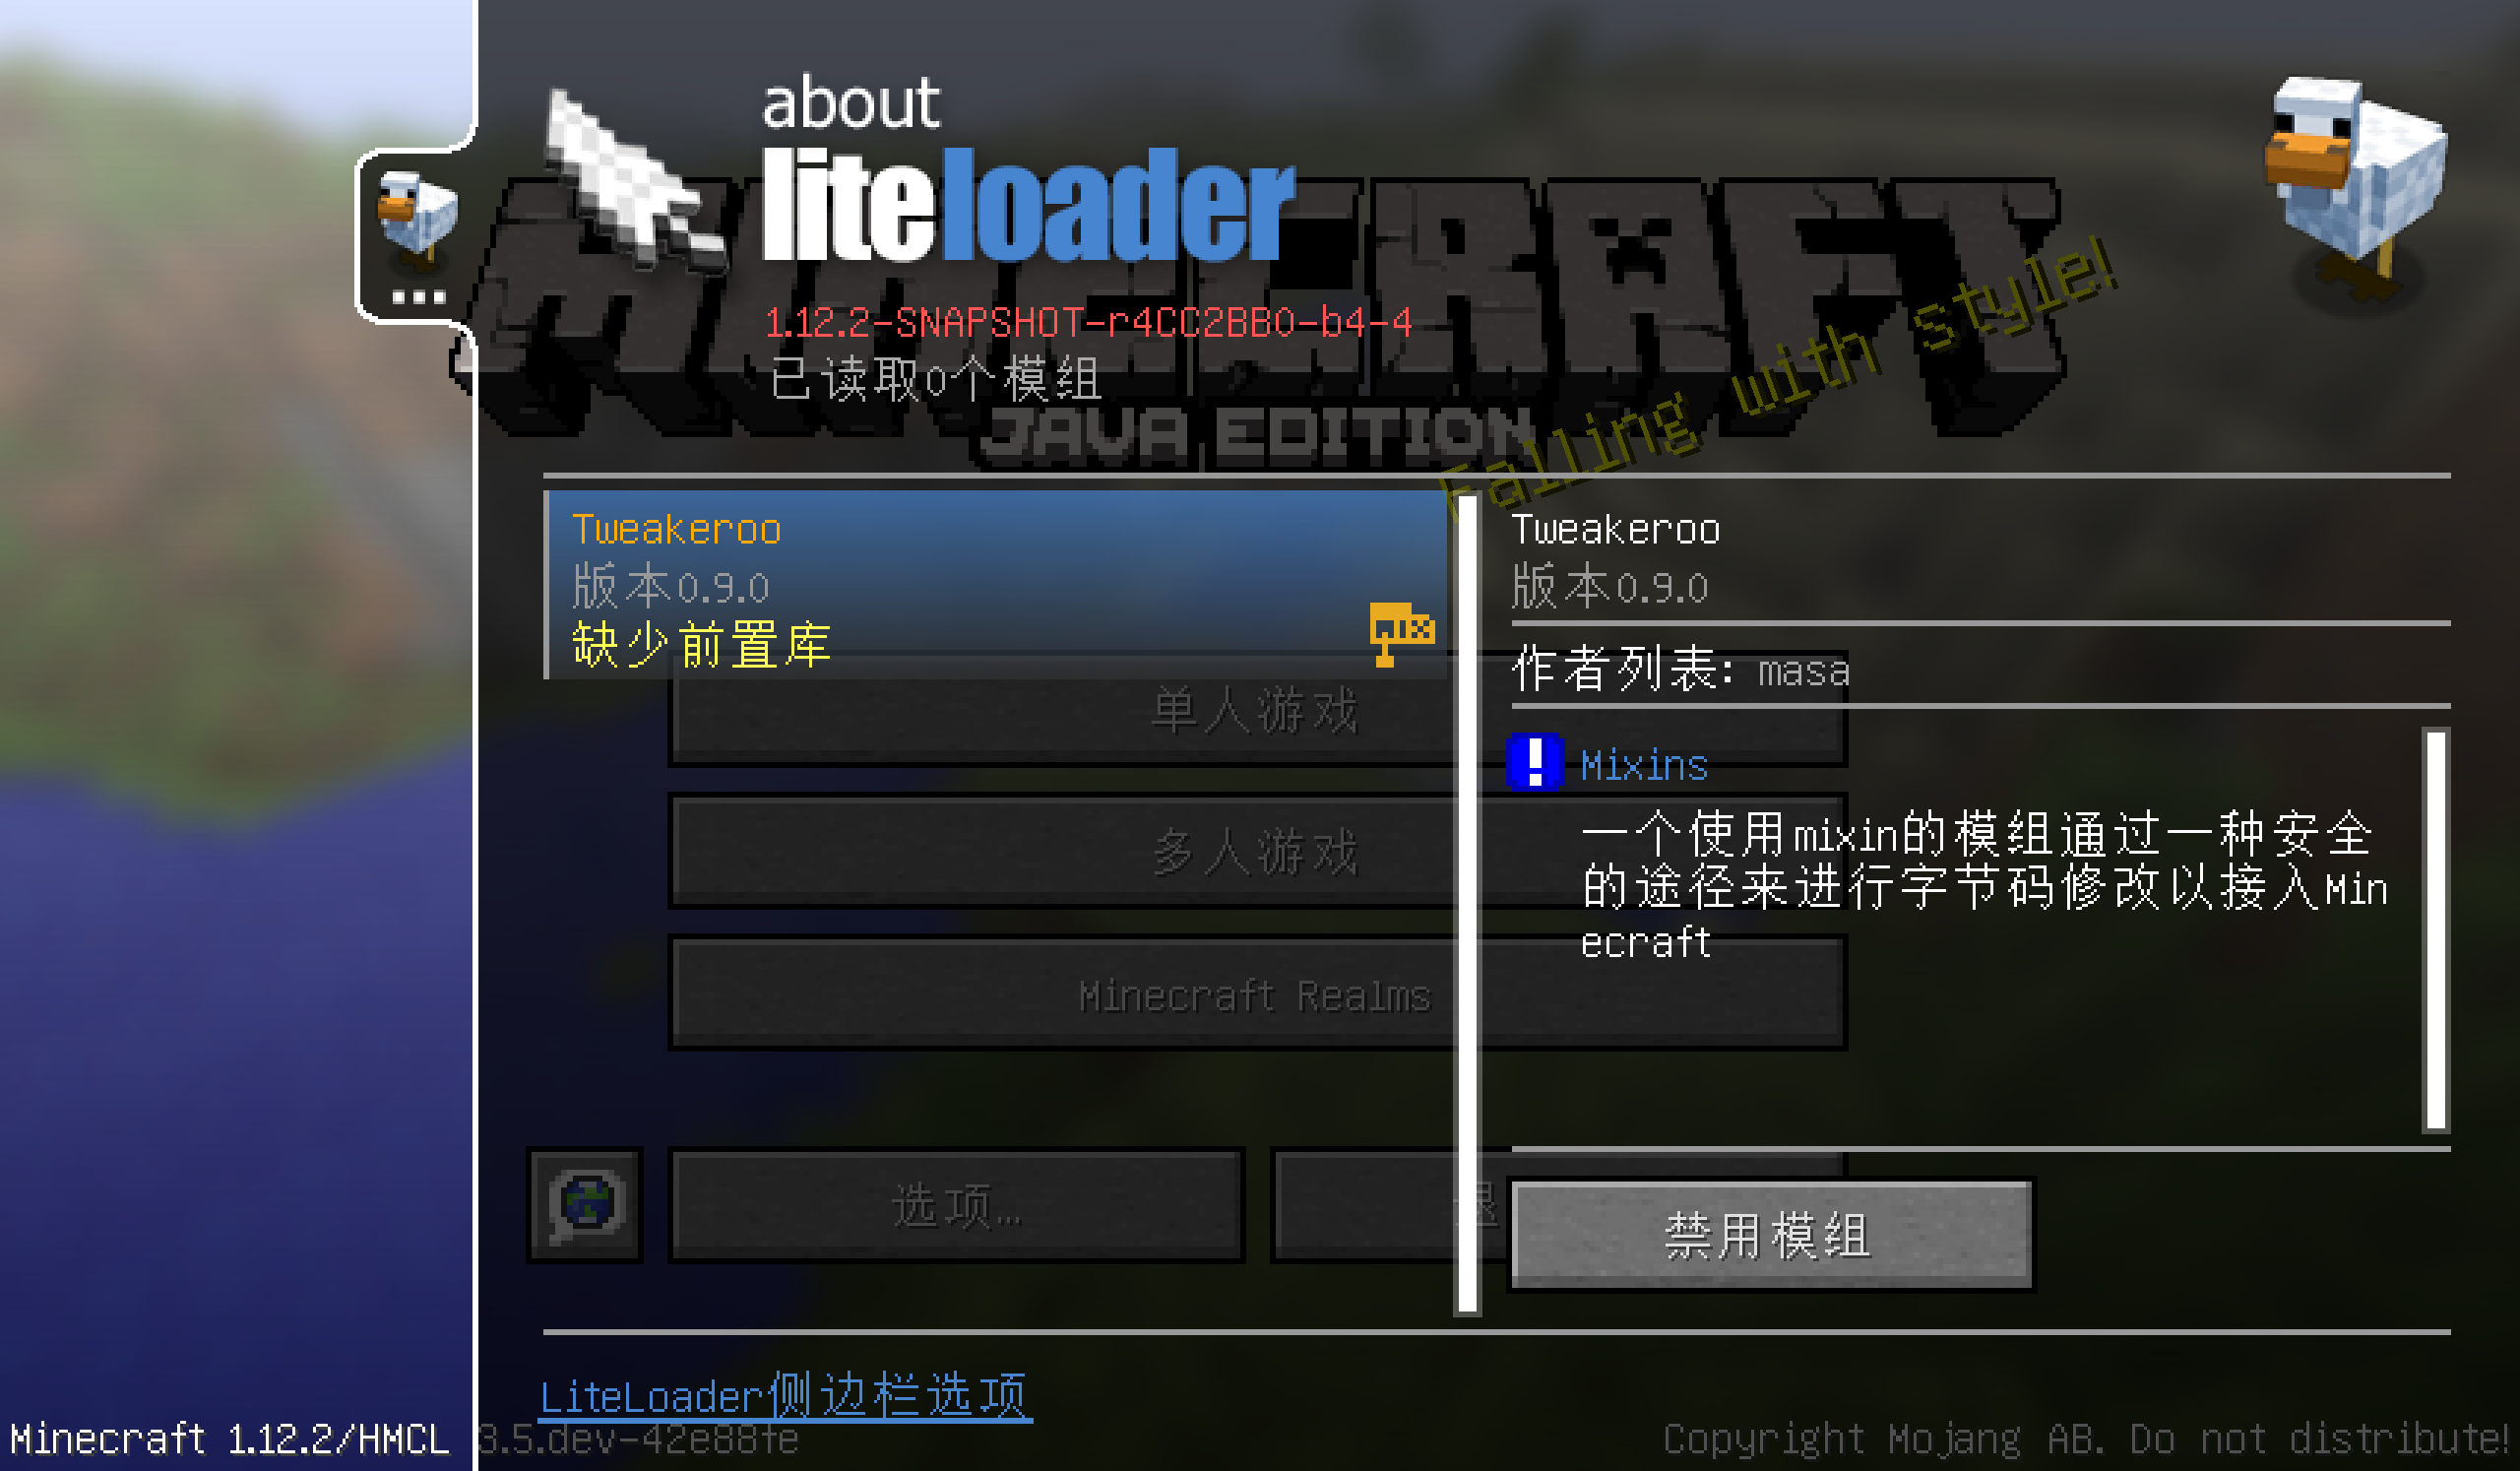 about
liteloader
1.12.2-SNAPSHOT-r4CC2BB0-b4-4
已读取0个模组
MINECRAFT
JAVA EDITION
Falling with style!
Tweakeroo
版本0.9.0
缺少前置库
Tweakeroo
版本0.9.0
作者列表: masa
Mixins
一个使用mixin的模组通过一种安全
的途径来进行字节码修改以接入Min
ecraft
单人游戏
多人游戏
Minecraft Realms
选项…
退
禁用模组
LiteLoader侧边栏选项
Minecraft 1.12.2/HMCL 3.5.dev-42e88fe
Copyright Mojang AB. Do not distribute!